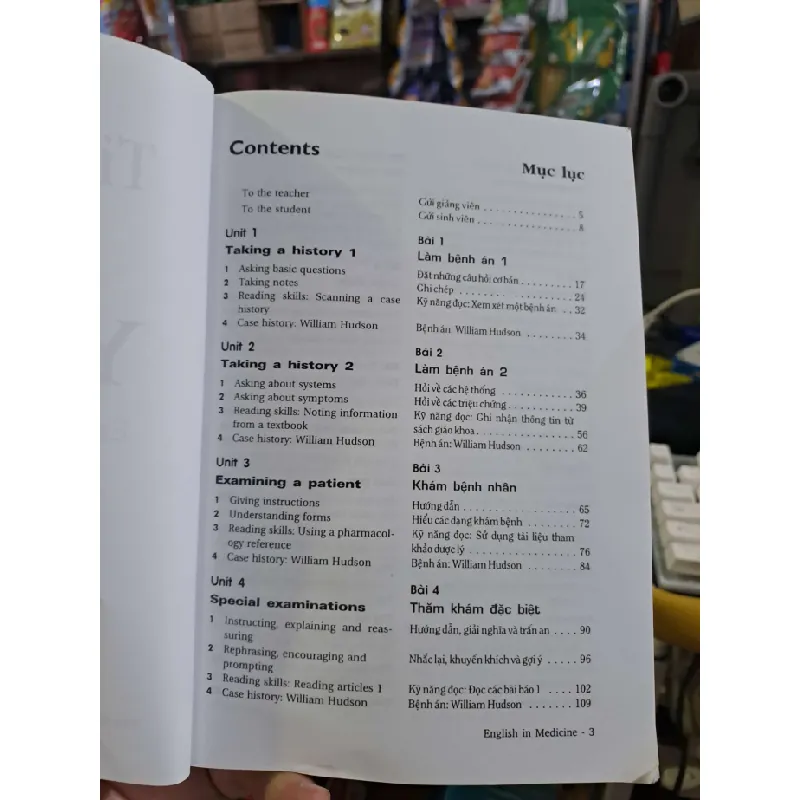 Contents
To the teacher
To the student
Unit 1
Taking a history 1
1 Asking basic questions
2 Taking notes
3 Reading skills: Scanning a case
history
4 Case history: William Hudson
Unit 2
Taking a history 2
1 Asking about systems
2 Asking about symptoms
3 Reading skills: Noting information
from a textbook
4 Case history: William Hudson
Unit 3
Examining a patient
1 Giving instructions
2 Understanding forms
3 Reading skills: Using a pharmacol-
ogy reference
4 Case history: William Hudson
Unit 4
Special examinations
1 Instructing, explaining and reas-
suring
2 Rephrasing, encouraging and
prompting
3 Reading skills: Reading articles 1
4 Case history: William Hudson
Mục lục
Gửi giảng viên . . . . . . . . . . . . . . . . 5
Gửi sinh viên . . . . . . . . . . . . . . . . . 8
Bài 1
Làm bệnh án 1
Đặt những câu hỏi cơ bản . . . . . . . . . 17
Ghi chép . . . . . . . . . . . . . . . . . . . 24
Kỹ năng đọc: Xem xét một bệnh án . . . 32
Bệnh án: William Hudson . . . . . . . . 34
Bài 2
Làm bệnh án 2
Hỏi về các hệ thống . . . . . . . . . . . . 36
Hỏi về các triệu chứng . . . . . . . . . . . 39
Kỹ năng đọc: Ghi nhận thông tin từ
sách giáo khoa . . . . . . . . . . . . . . . . 56
Bệnh án: William Hudson . . . . . . . . 62
Bài 3
Khám bệnh nhân
Hướng dẫn . . . . . . . . . . . . . . . . . . 65
Hiểu các dạng khám bệnh . . . . . . . . 72
Kỹ năng đọc: Sử dụng tài liệu tham
khảo dược lý . . . . . . . . . . . . . . . . . 76
Bệnh án: William Hudson . . . . . . . . 84
Bài 4
Thăm khám đặc biệt
Hướng dẫn, giải nghĩa và trấn an . . . . 90
Nhắc lại, khuyến khích và gợi ý . . . . . 95
Kỹ năng đọc: Đọc các bài báo 1 . . . . 102
Bệnh án: William Hudson . . . . . . . 109
English in Medicine - 3